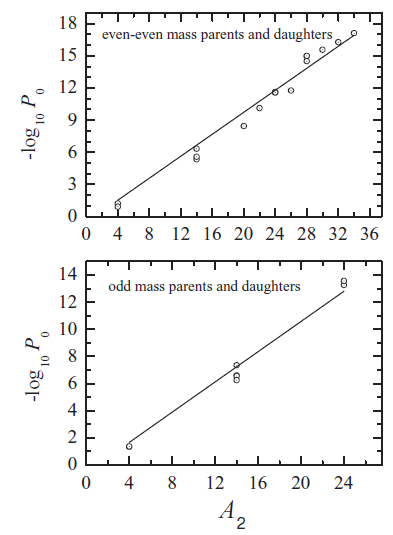 18
even-even mass parents and daughters
15
12
9
6
3
0
-log10 P0
0 4 8 12 16 20 24 28 32 36
14
odd mass parents and daughters
12
10
8
6
4
2
0
-log10 P0
0 4 8 12 16 20 24
A2